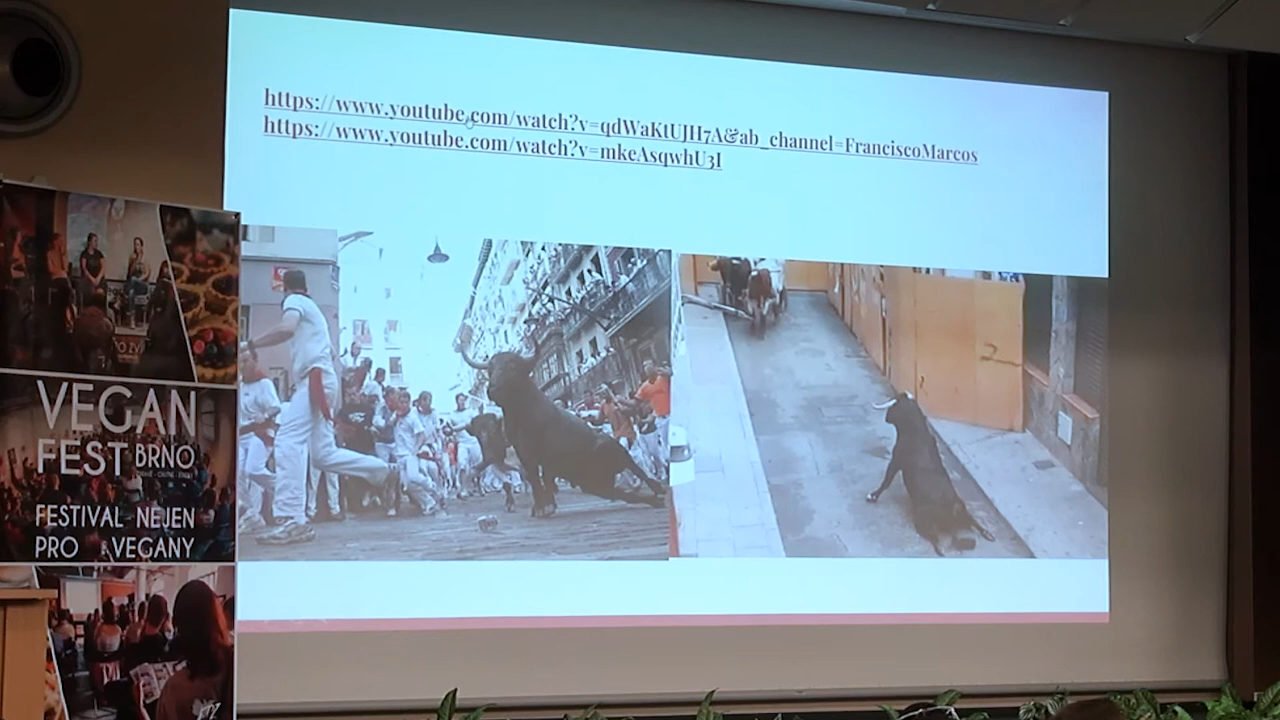 https://www.youtube.com/watch?v=qdWaKtUJH7A&ab_channel=FranciscoMarcos
https://www.youtube.com/watch?v=mkeAsqwhU3I
VEGAN
FEST BRNO
FESTIVAL NEJEN
PRO VEGANY